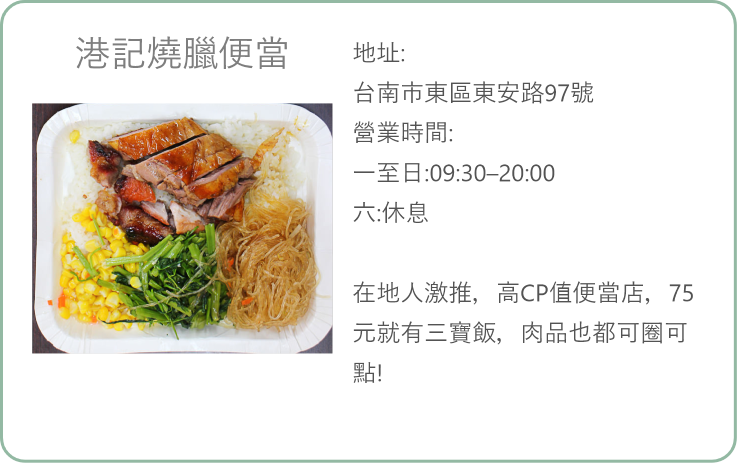 港記燒臘便當
地址:
台南市東區東安路97號
營業時間:
一至日:09:30–20:00
六:休息
在地人激推，高CP值便當店，75
元就有三寶飯，肉品也都可圈可
點!